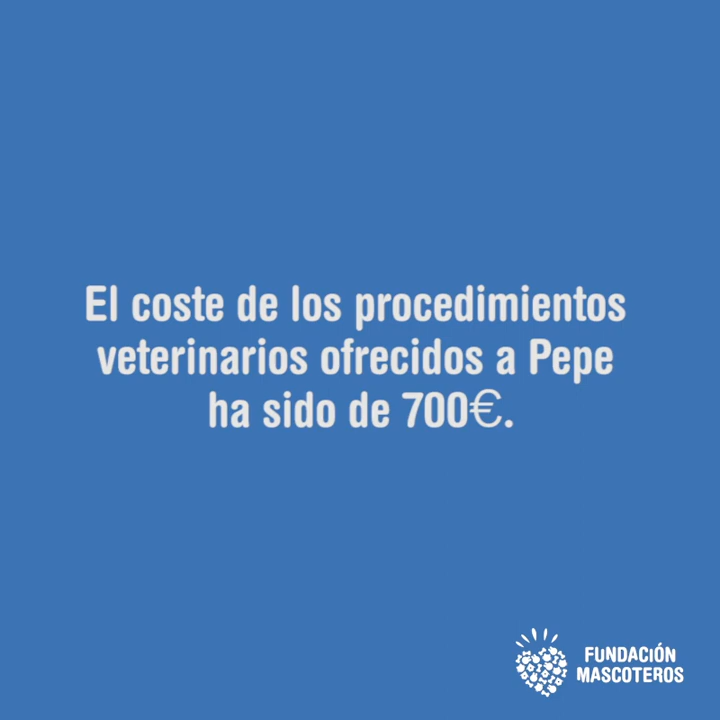 El coste de los procedimientos
veterinarios ofrecidos a Pepe
ha sido de 700€.
FUNDACIÓN
MASCOTEROS